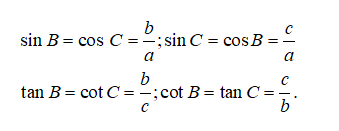 sin B = cos C = b/a; sin C = cos B = c/a
tan B = cot C = b/c; cot B = tan C = c/b.